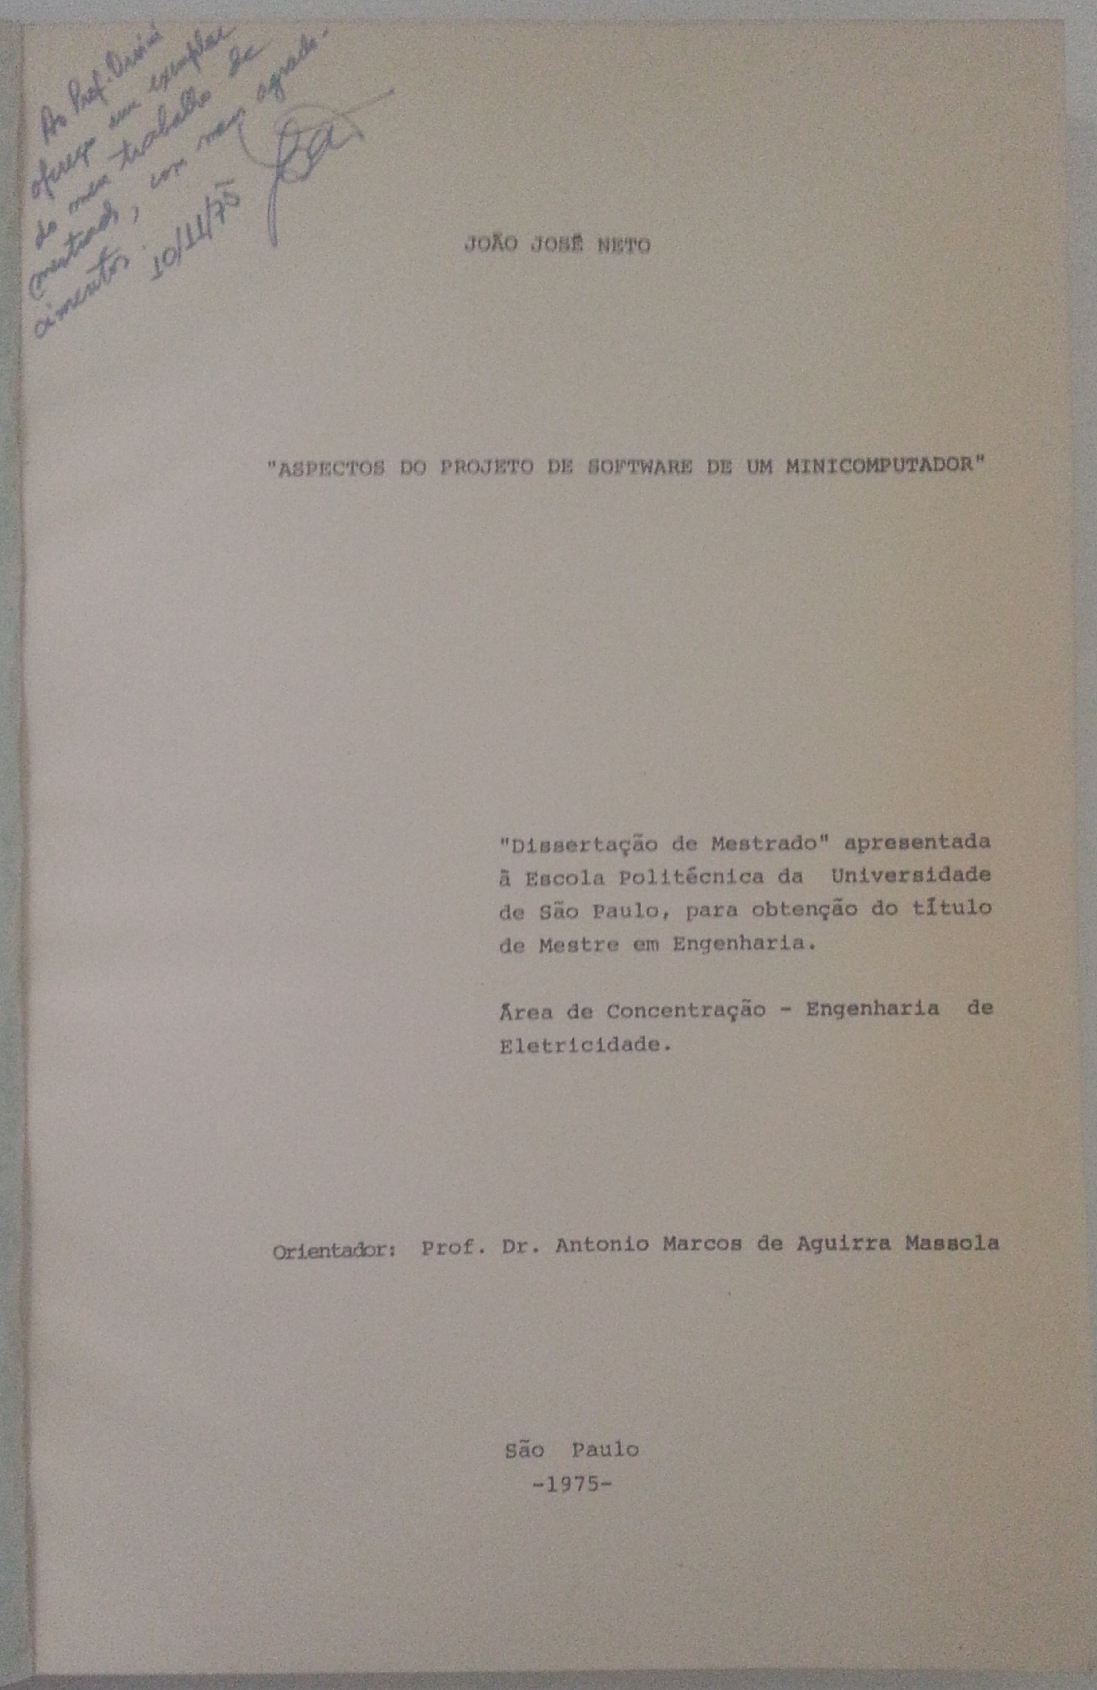 Ao Prof. Orsini
ofereço um exemplar
do meu trabalho de
mestrado, com meus agrade-
cimentos.
10/11/75
JOÃO JOSÉ NETO
"ASPECTOS DO PROJETO DE SOFTWARE DE UM MINICOMPUTADOR"
"Dissertação de Mestrado" apresentada
à Escola Politécnica da Universidade
de São Paulo, para obtenção do título
de Mestre em Engenharia.
Área de Concentração - Engenharia de
Eletricidade.
Orientador: Prof. Dr. Antonio Marcos de Aguirra Massola
São Paulo
-1975-